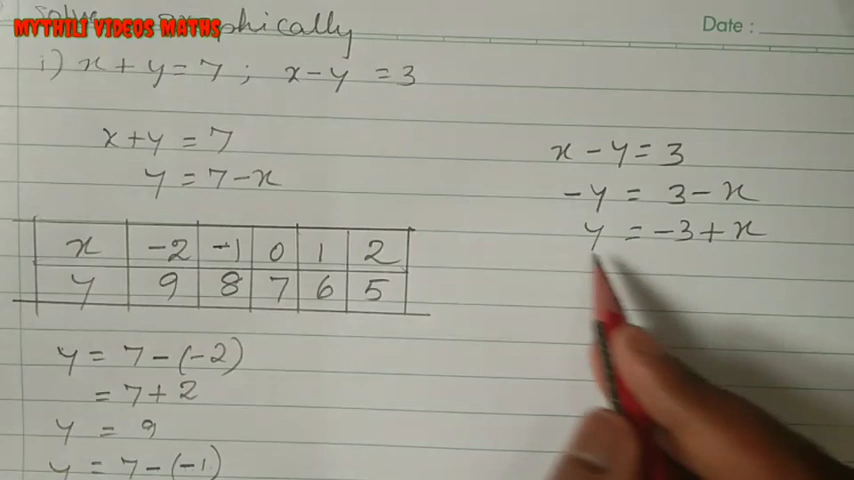 MYTHILI VIDEOS MATHS
Date :
i) x + y = 7 ; x - y = 3
x + y = 7
y = 7 - x
x -2 -1 0 1 2
y 9 8 7 6 5
y = 7 - (-2)
= 7 + 2
y = 9
y = 7 - (-1)
x - y = 3
-y = 3 - x
y = -3 + x